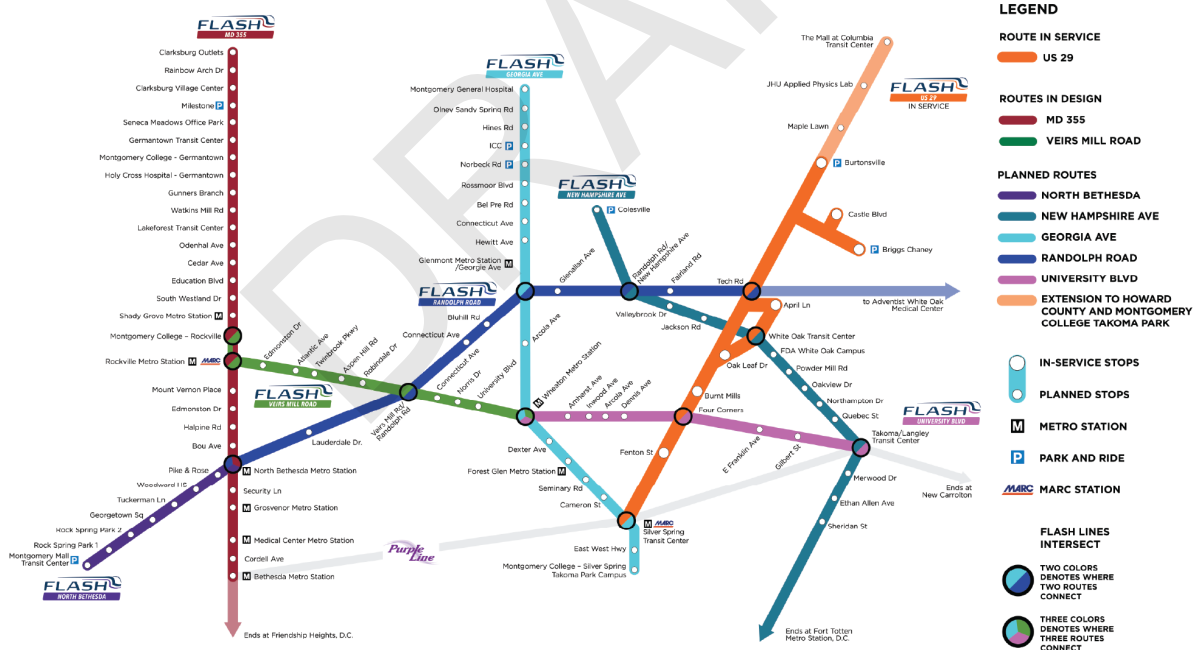 DRA
FLASH
MD 355
Clarksburg Outlets
Rainbow Arch Dr
Clarksburg Village Center
Milestone P
Seneca Meadows Office Park
Germantown Transit Center
Montgomery College - Germantown
Holy Cross Hospital - Germantown
Gunners Branch
Watkins Mill Rd
Lakeforest Transit Center
Odenhal Ave
Cedar Ave
Education Blvd
South Westland Dr
Shady Grove Metro Station M
Montgomery College – Rockville
Rockville Metro Station M MARC
Mount Vernon Place
Edmonston Dr
Halpine Rd
Bou Ave
M North Bethesda Metro Station
Security Ln
M Grosvenor Metro Station
M Medical Center Metro Station
Cordell Ave
M Bethesda Metro Station
Ends at Friendship Heights, D.C.
Pike & Rose
Woodward HS
Tuckerman Ln
Georgetown Sq
Rock Spring Park 2
Rock Spring Park 1
Montgomery Mall
Transit Center P
FLASH
NORTH BETHESDA
FLASH
VEIRS MILL ROAD
Edmonston Dr
Atlantic Ave
Twinbrook Pkwy
Aspen Hill Rd
Robindale Dr
Veirs Mill Rd/
Randolph Rd
Connecticut Ave
Norris Dr
University Blvd
M Wheaton Metro Station
FLASH
RANDOLPH ROAD
Lauderdale Dr.
Connecticut Ave
Bluhill Rd
Glenallan Ave
Randolph Rd/
New Hampshire Ave
Fairland Rd
Tech Rd
to Adventist White Oak
Medical Center
FLASH
GEORGIA AVE
Montgomery General Hospital
Olney Sandy Spring Rd
Hines Rd
ICC P
Norbeck Rd P
Rossmoor Blvd
Bel Pre Rd
Connecticut Ave
Hewitt Ave
Glenmont Metro Station
/Georgie Ave M
Arcola Ave
Dexter Ave
Forest Glen Metro Station M
Seminary Rd
Cameron St
M MARC
Silver Spring
Transit Center
East West Hwy
Montgomery College – Silver Spring
Takoma Park Campus
Purple
Line
FLASH
NEW HAMPSHIRE AVE
P Colesville
Valleybrook Dr
Jackson Rd
White Oak Transit Center
FDA White Oak Campus
Powder Mill Rd
Oakview Dr
Northampton Dr
Quebec St
Takoma/Langley
Transit Center
Merwood Dr
Ethan Allen Ave
Sheridan St
Ends at Fort Totten
Metro Station, D.C.
FLASH
UNIVERSITY BLVD
Amherst Ave
Inwood Ave
Arcola Ave
Dennis Ave
Four Corners
E Franklin Ave
Gilbert St
Ends at
New Carrolton
FLASH
US 29
IN SERVICE
The Mall at Columbia
Transit Center
JHU Applied Physics Lab
Maple Lawn
P Burtonsville
Castle Blvd
P Briggs Chaney
April Ln
Oak Leaf Dr
Burnt Mills
Fenton St
LEGEND
ROUTE IN SERVICE
US 29
ROUTES IN DESIGN
MD 355
VEIRS MILL ROAD
PLANNED ROUTES
NORTH BETHESDA
NEW HAMPSHIRE AVE
GEORGIA AVE
RANDOLPH ROAD
UNIVERSITY BLVD
EXTENSION TO HOWARD
COUNTY AND MONTGOMERY
COLLEGE TAKOMA PARK
IN-SERVICE STOPS
PLANNED STOPS
M METRO STATION
P PARK AND RIDE
MARC MARC STATION
FLASH LINES
INTERSECT
TWO COLORS
DENOTES WHERE
TWO ROUTES
CONNECT
THREE COLORS
DENOTES WHERE
THREE ROUTES
CONNECT